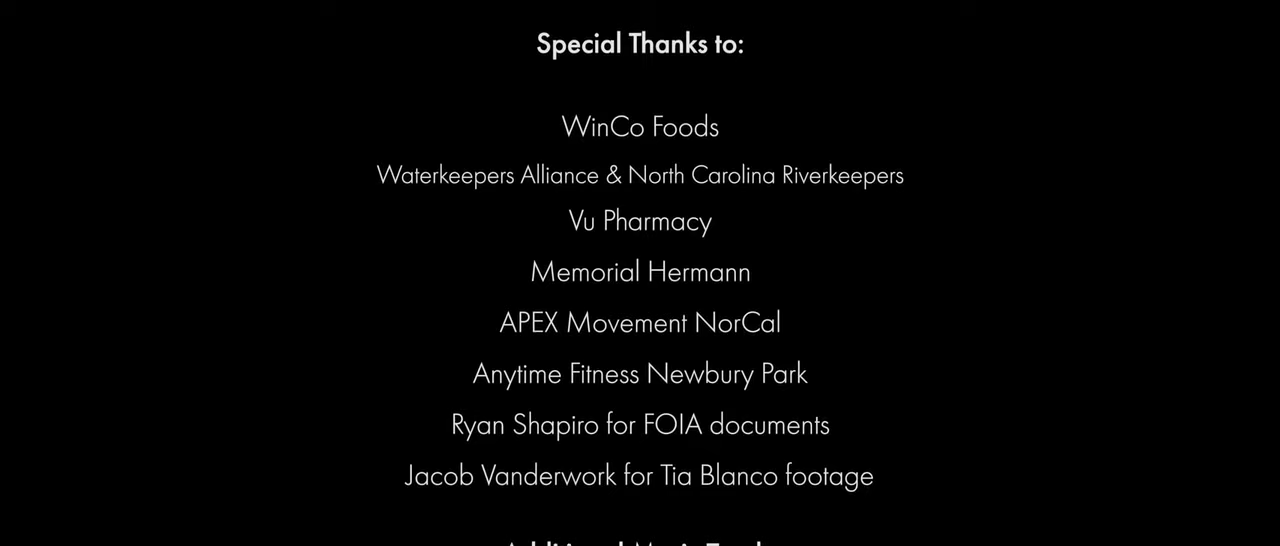 Special Thanks to:
WinCo Foods
Waterkeepers Alliance & North Carolina Riverkeepers
Vu Pharmacy
Memorial Hermann
APEX Movement NorCal
Anytime Fitness Newbury Park
Ryan Shapiro for FOIA documents
Jacob Vanderwork for Tia Blanco footage